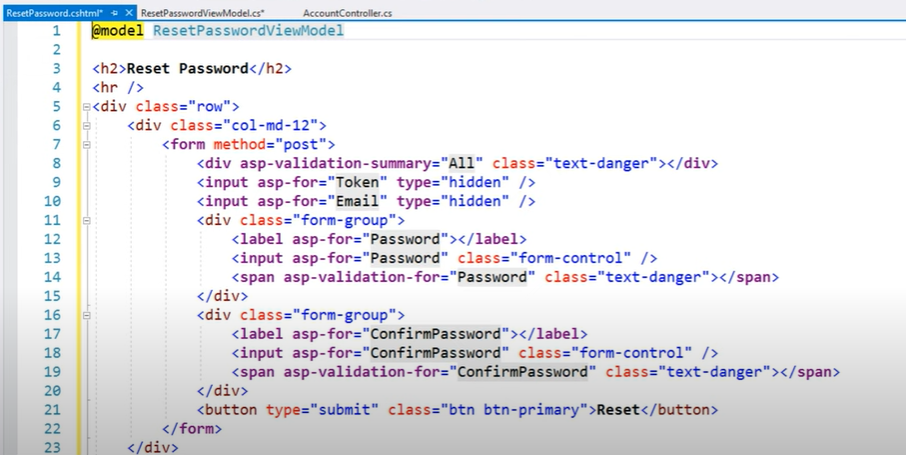 ResetPassword.cshtml* ResetPasswordViewModel.cs* AccountController.cs
1 @model ResetPasswordViewModel
2
3 <h2>Reset Password</h2>
4 <hr />
5 <div class="row">
6 <div class="col-md-12">
7 <form method="post">
8 <div asp-validation-summary="All" class="text-danger"></div>
9 <input asp-for="Token" type="hidden" />
10 <input asp-for="Email" type="hidden" />
11 <div class="form-group">
12 <label asp-for="Password"></label>
13 <input asp-for="Password" class="form-control" />
14 <span asp-validation-for="Password" class="text-danger"></span>
15 </div>
16 <div class="form-group">
17 <label asp-for="ConfirmPassword"></label>
18 <input asp-for="ConfirmPassword" class="form-control" />
19 <span asp-validation-for="ConfirmPassword" class="text-danger"></span>
20 </div>
21 <button type="submit" class="btn btn-primary">Reset</button>
22 </form>
23 </div>